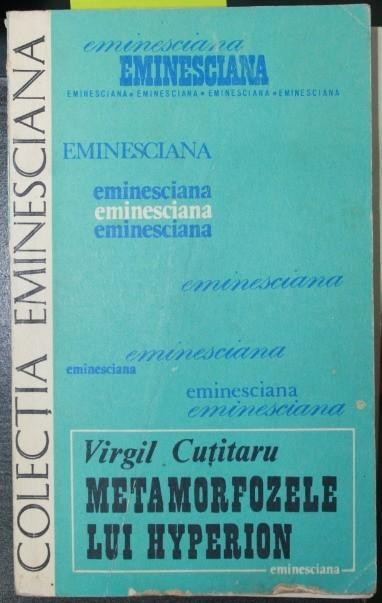 COLECȚIA EMINESCIANA
eminesciana
EMINESCIANA
EMINESCIANA • EMINESCIANA • EMINESCIANA • EMINESCIANA
EMINESCIANA
eminesciana
eminesciana
eminesciana
eminesciana
eminesciana
eminesciana
eminesciana
eminesciana
Virgil Cuțitaru
METAMORFOZELE
LUI HYPERION
eminesciana